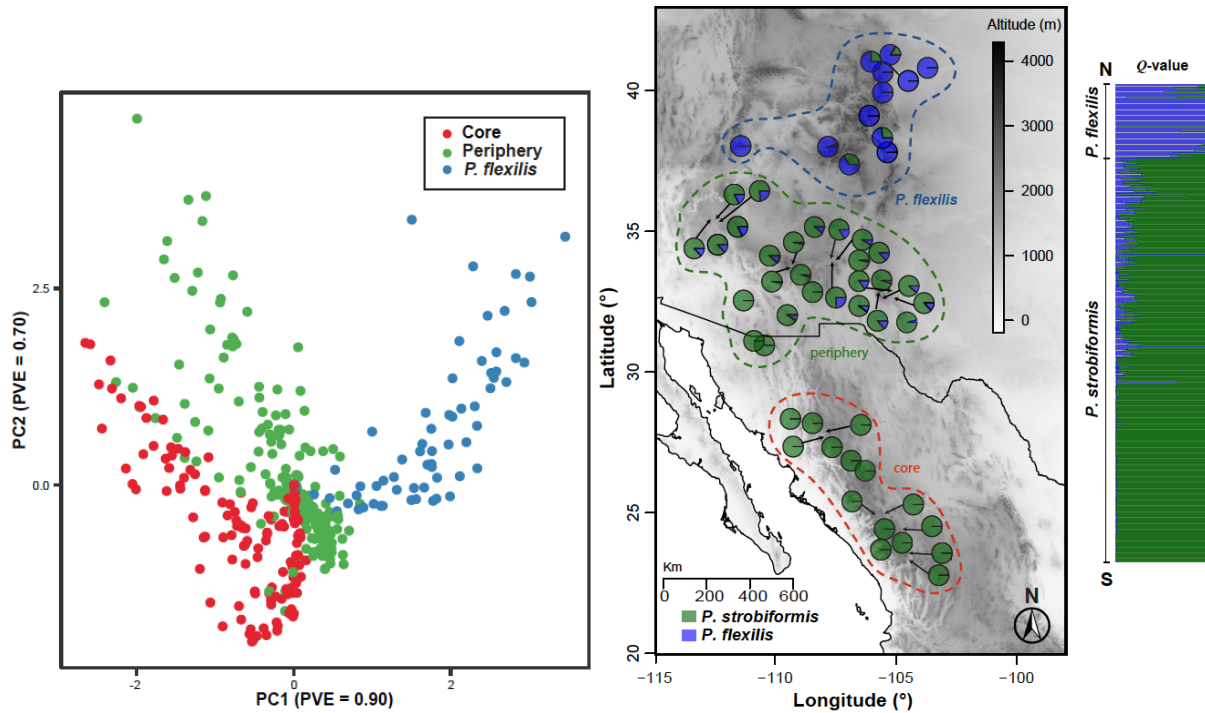 Core
Periphery
P. flexilis
PC2 (PVE = 0.70)
2.5
0.0
-2
0
2
PC1 (PVE = 0.90)
Altitude (m)
4000
3000
2000
1000
0
P. flexilis
periphery
core
Latitude (°)
40
35
30
25
20
Km
0 200 400 600
P. strobiformis
P. flexilis
N
−115
−110
−105
−100
Longitude (°)
N
Q-value
P. flexilis
P. strobiformis
S